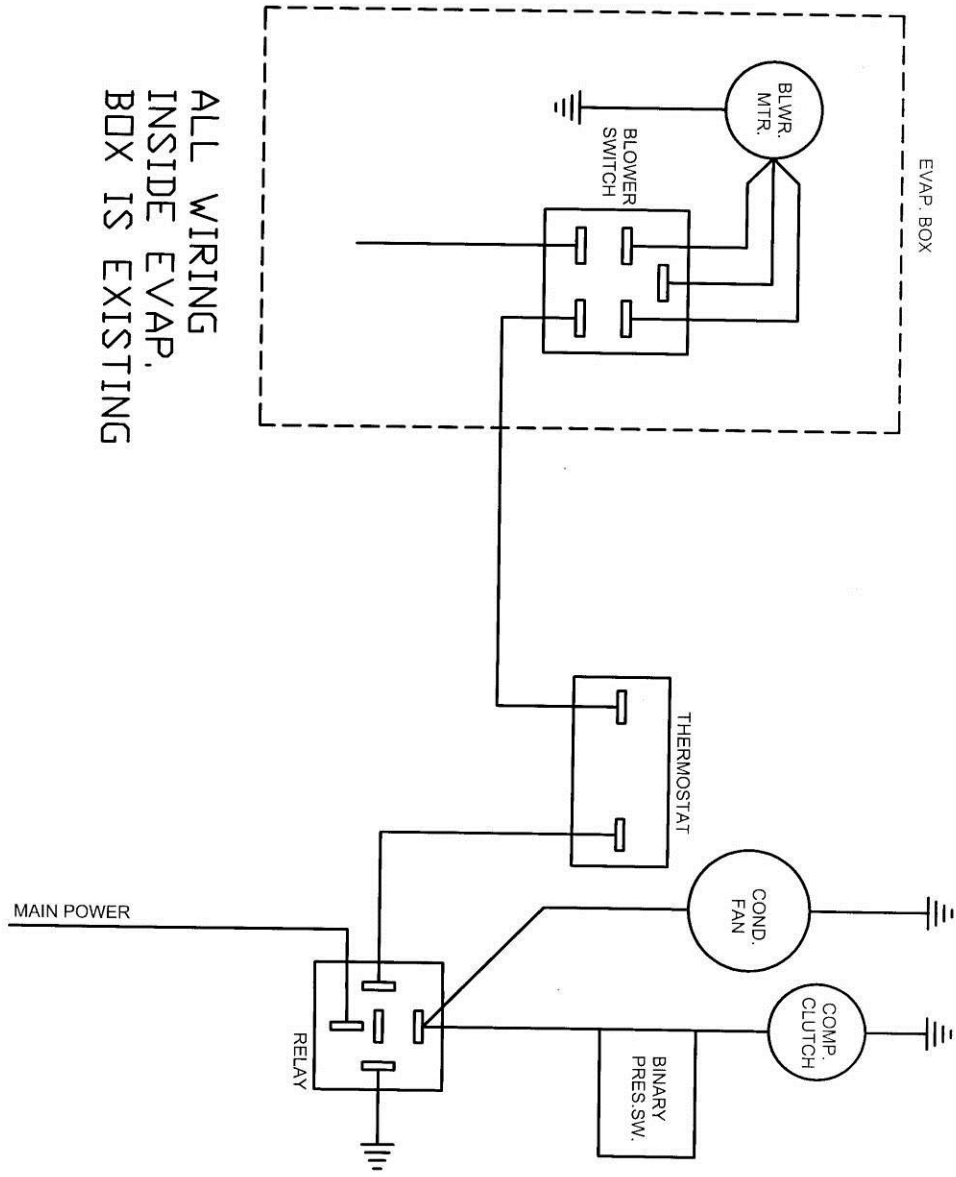 EVAP. BOX
BLWR.
MTR.
BLOWER
SWITCH
ALL WIRING
INSIDE EVAP.
BOX IS EXISTING
THERMOSTAT
COND.
FAN
COMP.
CLUTCH
BINARY
PRES.SW.
RELAY
MAIN POWER